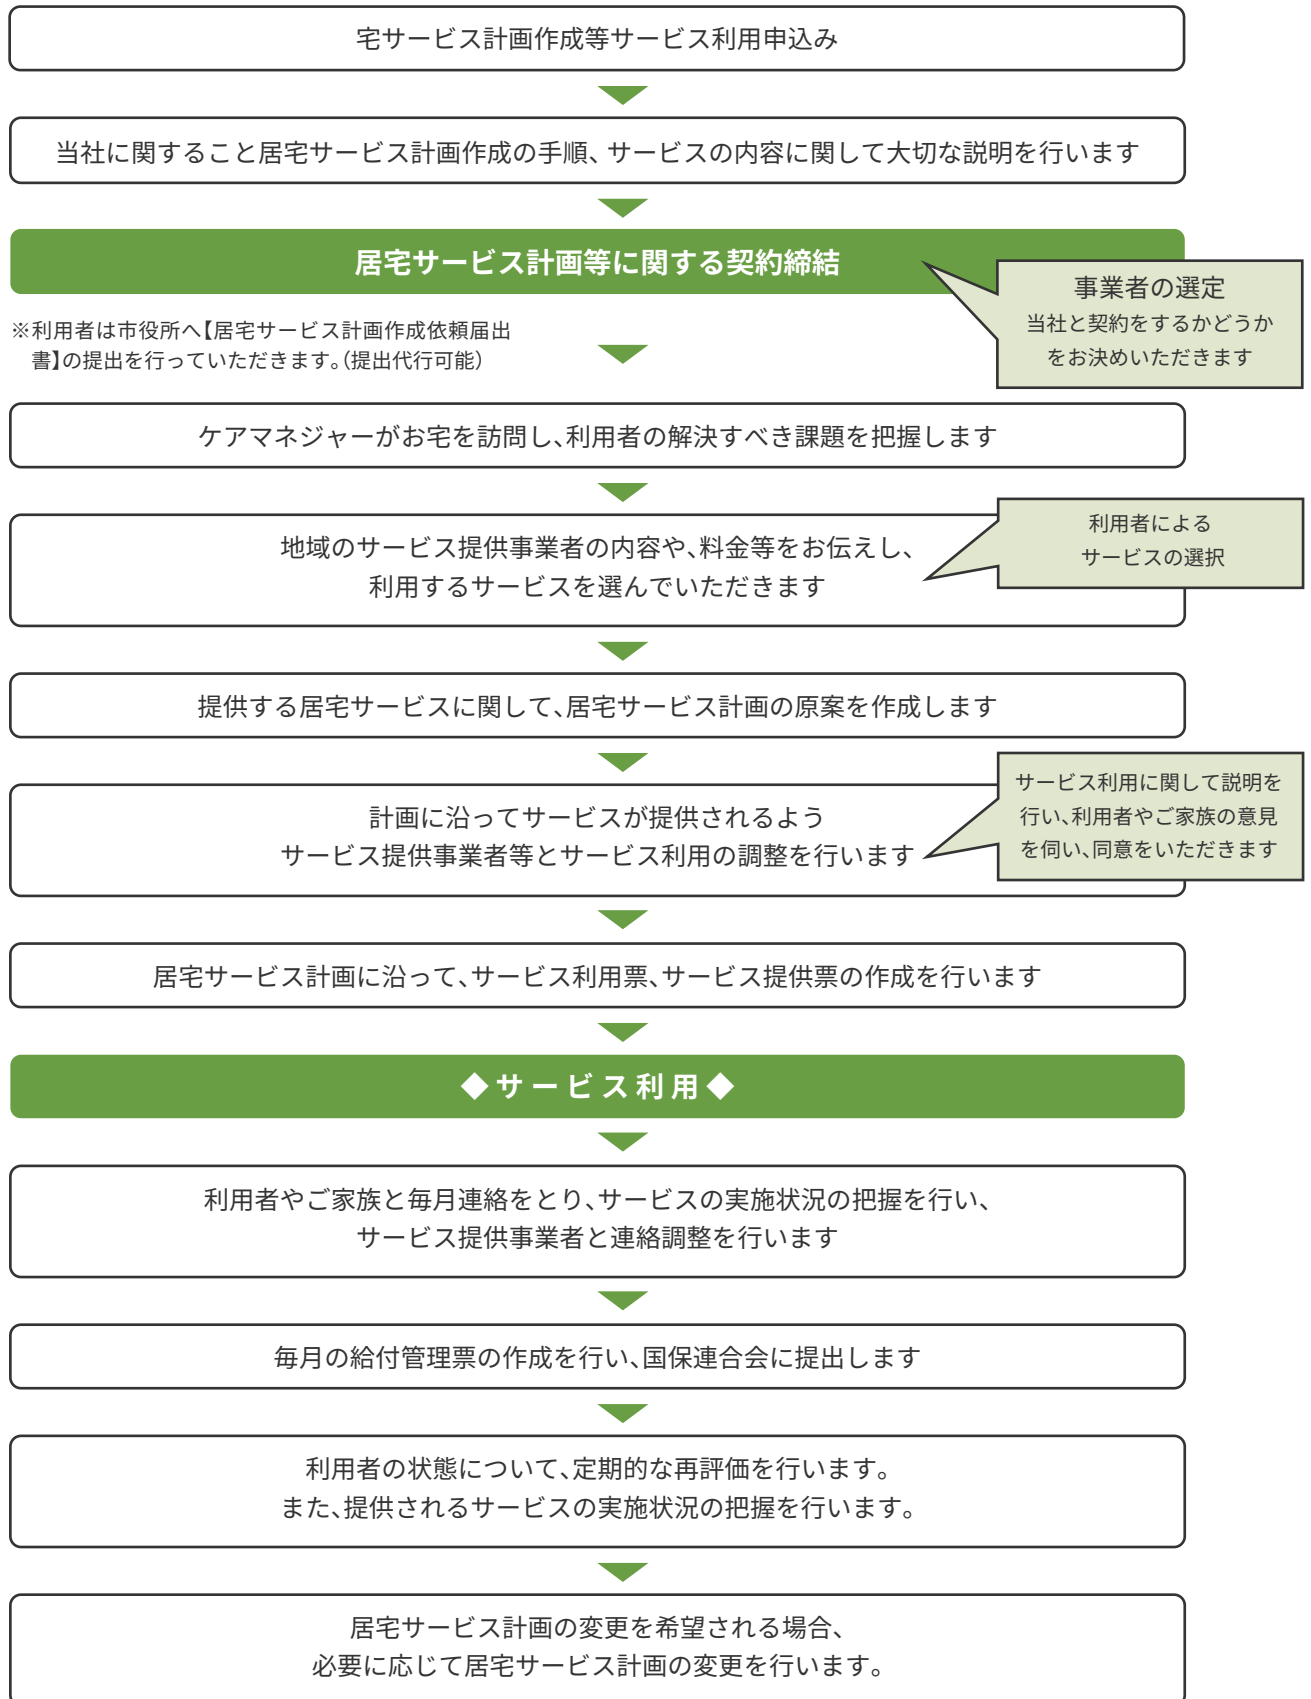 宅サービス計画作成等サービス利用申込み
当社に関すること居宅サービス計画作成の手順、サービスの内容に関して大切な説明を行います
居宅サービス計画等に関する契約締結
事業者の選定
当社と契約をするかどうか
をお決めいただきます
※利用者は市役所へ【居宅サービス計画作成依頼届出
書】の提出を行っていただきます。(提出代行可能)
ケアマネジャーがお宅を訪問し、利用者の解決すべき課題を把握します
地域のサービス提供事業者の内容や、料金等をお伝えし、
利用するサービスを選んでいただきます
利用者による
サービスの選択
提供する居宅サービスに関して、居宅サービス計画の原案を作成します
計画に沿ってサービスが提供されるよう
サービス提供事業者等とサービス利用の調整を行います
サービス利用に関して説明を
行い、利用者やご家族の意見
を伺い、同意をいただきます
居宅サービス計画に沿って、サービス利用票、サービス提供票の作成を行います
◆サービス利用◆
利用者やご家族と毎月連絡をとり、サービスの実施状況の把握を行い、
サービス提供事業者と連絡調整を行います
毎月の給付管理票の作成を行い、国保連合会に提出します
利用者の状態について、定期的な再評価を行います。
また、提供されるサービスの実施状況の把握を行います。
居宅サービス計画の変更を希望される場合、
必要に応じて居宅サービス計画の変更を行います。